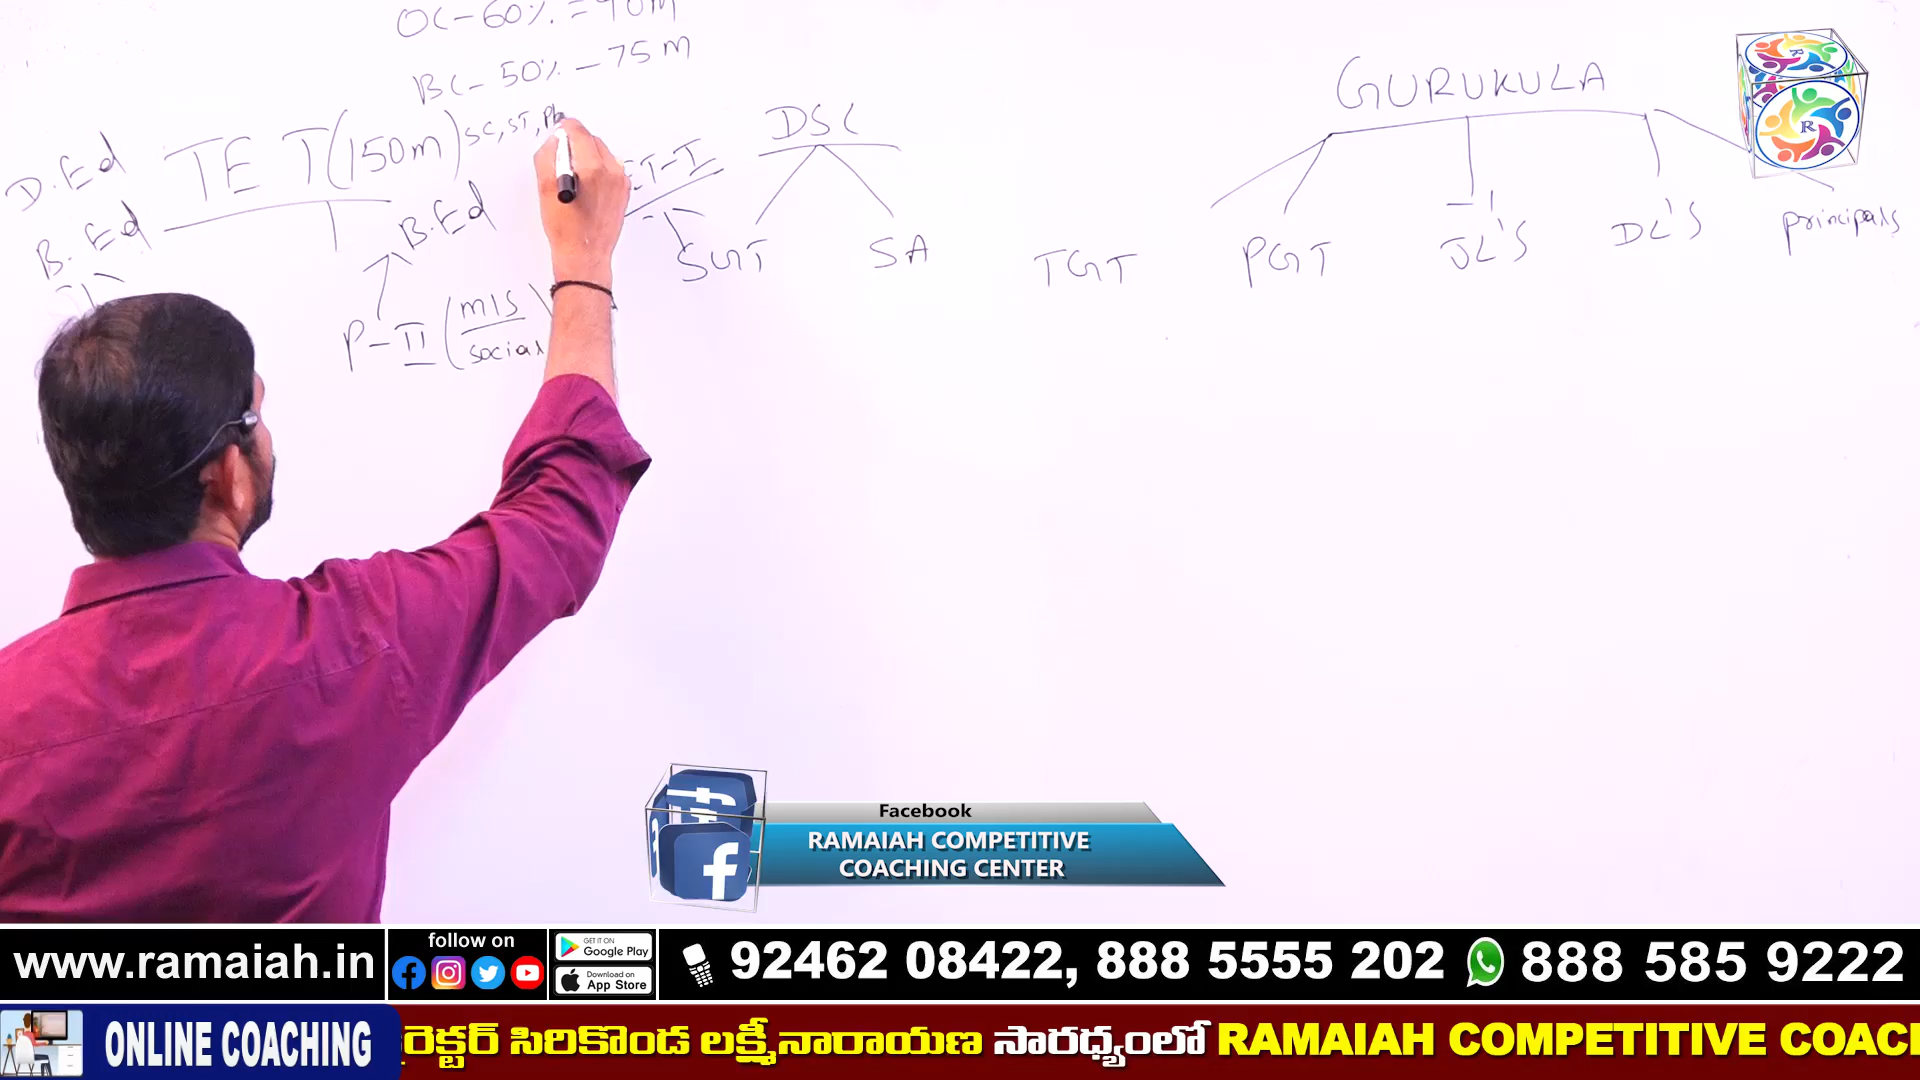 OC - 60% = 90m
BC - 50% - 75m
SC, ST, Ph
D.Ed
B.Ed
TET (150m)
B.Ed
P - II (M/S
social
ET-I
DSC
SGT
SA
GURUKULA
TGT
PGT
JL'S
DL'S
principals
R
R
Facebook
RAMAIAH COMPETITIVE
COACHING CENTER
www.ramaiah.in
follow on
GET IT ON
Google Play
Download on
App Store
92462 08422, 888 5555 202
888 585 9222
ONLINE COACHING
రెక్టర్ సిరికొండ లక్ష్మీనారాయణ సారధ్యంలో RAMAIAH COMPETITIVE COACI